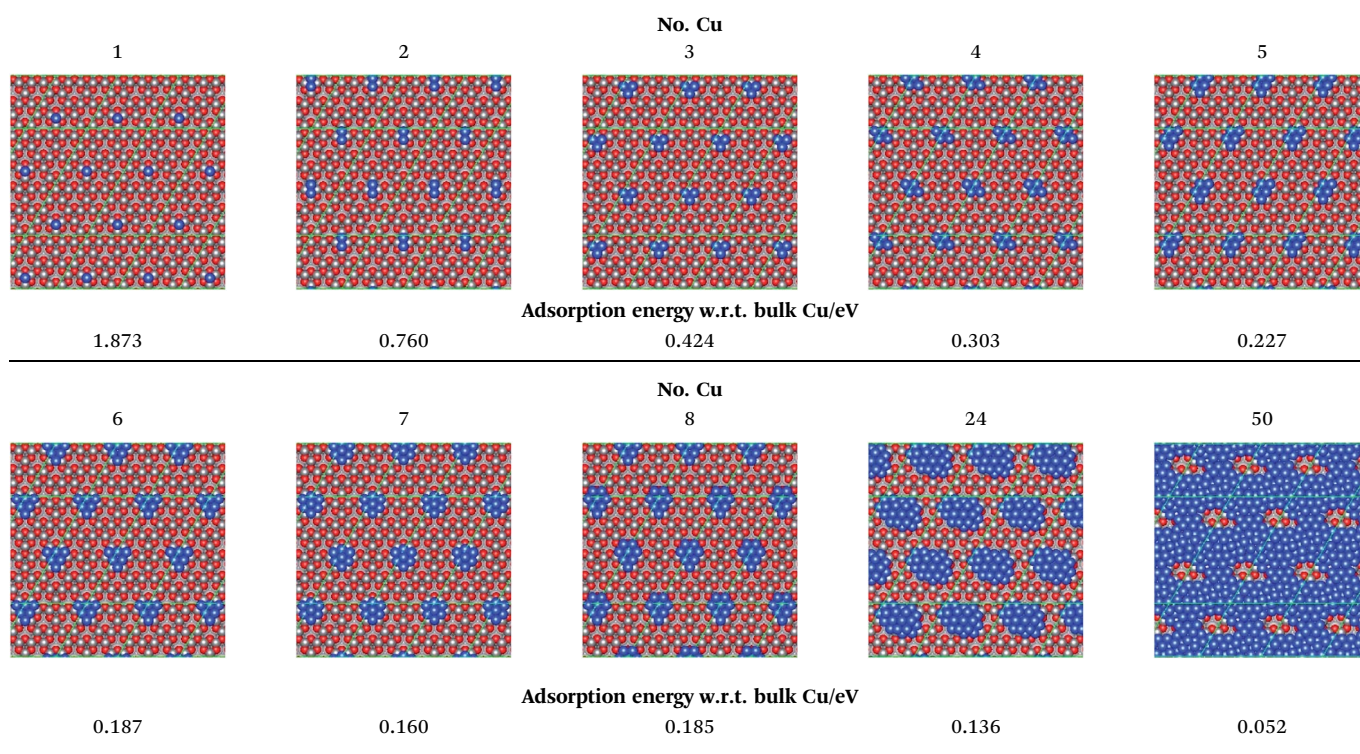 No. Cu
1 2 3 4 5
Adsorption energy w.r.t. bulk Cu/eV
1.873 0.760 0.424 0.303 0.227
No. Cu
6 7 8 24 50
Adsorption energy w.r.t. bulk Cu/eV
0.187 0.160 0.185 0.136 0.052